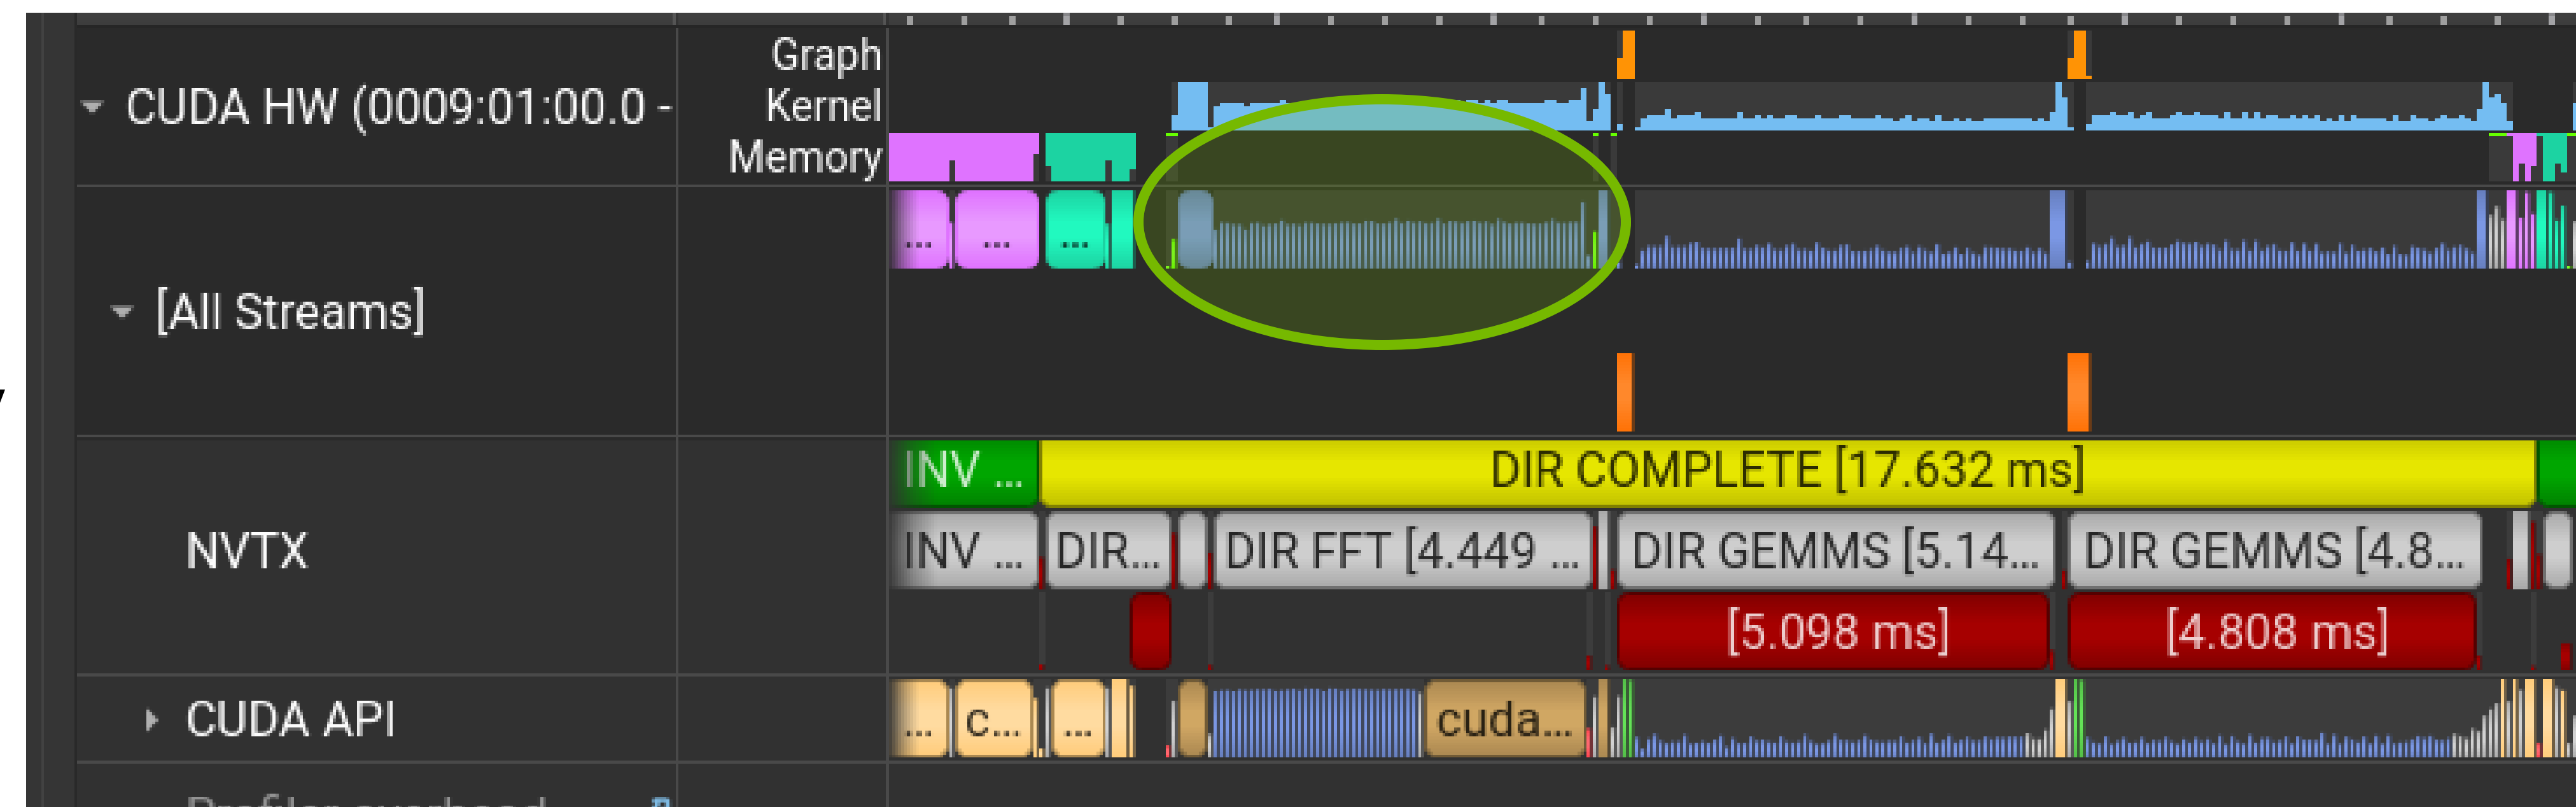 Graph
CUDA HW (0009:01:00.0 -
Kernel
Memory
... ... ...
[All Streams]
INV ... DIR COMPLETE [17.632 ms]
NVTX
INV ... DIR... DIR FFT [4.449 ... DIR GEMMS [5.14... DIR GEMMS [4.8...
[5.098 ms] [4.808 ms]
CUDA API
... c... ... cuda...